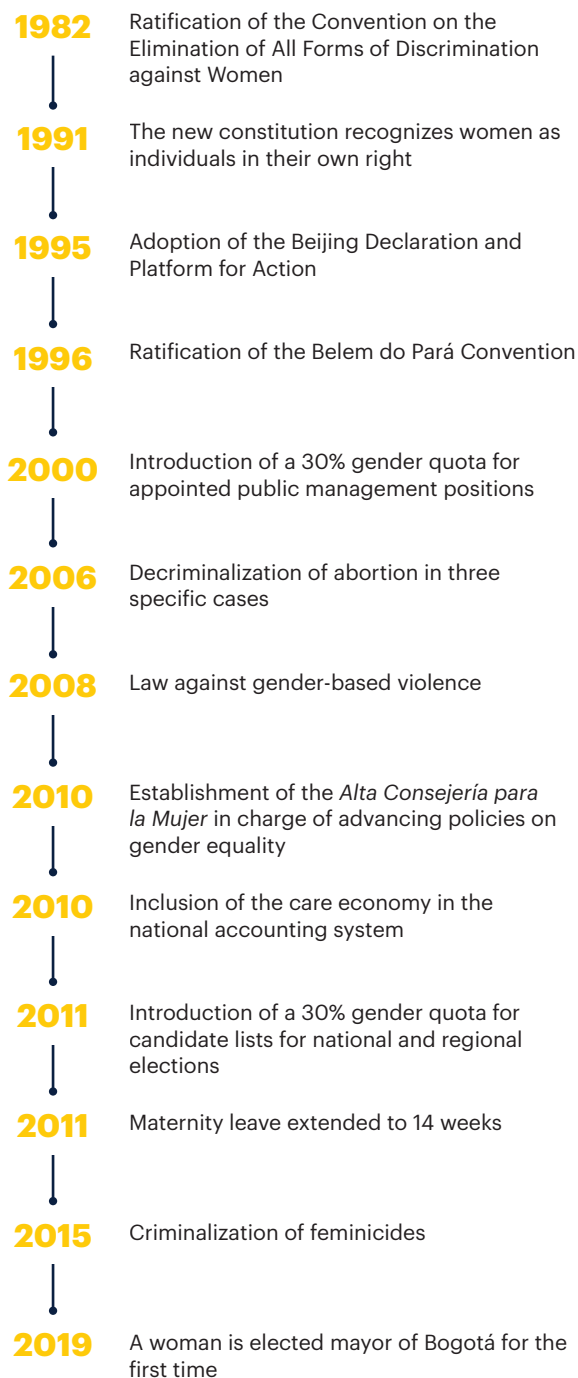 1982
Ratification of the Convention on the
Elimination of All Forms of Discrimination
against Women
1991
The new constitution recognizes women as
individuals in their own right
1995
Adoption of the Beijing Declaration and
Platform for Action
1996
Ratification of the Belem do Pará Convention
2000
Introduction of a 30% gender quota for
appointed public management positions
2006
Decriminalization of abortion in three
specific cases
2008
Law against gender-based violence
2010
Establishment of the Alta Consejería para
la Mujer in charge of advancing policies on
gender equality
2010
Inclusion of the care economy in the
national accounting system
2011
Introduction of a 30% gender quota for
candidate lists for national and regional
elections
2011
Maternity leave extended to 14 weeks
2015
Criminalization of feminicides
2019
A woman is elected mayor of Bogotá for the
first time